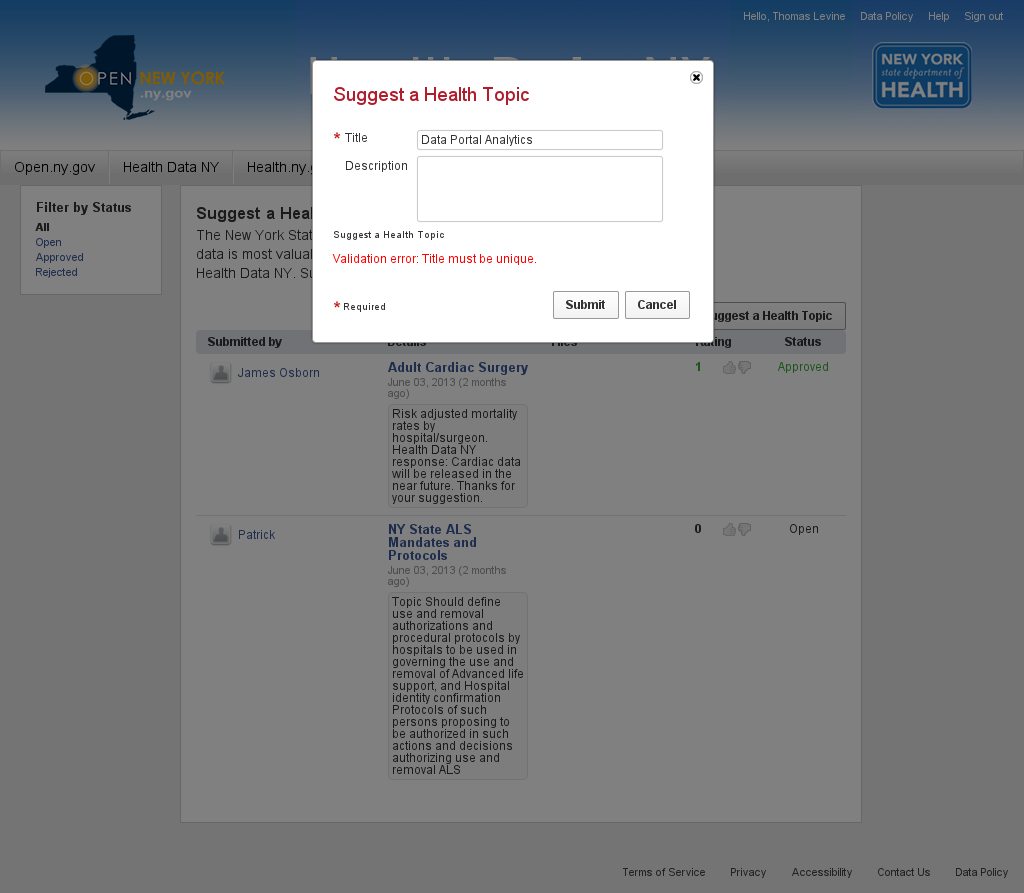 Hello, Thomas Levine Data Policy Help Sign out
OPEN NEW YORK
.ny.gov
NEW YORK
state department of
HEALTH
Open.ny.gov Health Data NY Health.ny.g
Suggest a Health Topic
* Title Data Portal Analytics
Description
Suggest a Health Topic
Validation error: Title must be unique.
* Required
Submit Cancel
Filter by Status
All
Open
Approved
Rejected
Suggest a Heal
The New York Stat
data is most valual
Health Data NY. Su
ggest a Health Topic
Submitted by Details Files Rating Status
James Osborn Adult Cardiac Surgery 1 Approved
June 03, 2013 (2 months
ago)
Risk adjusted mortality
rates by
hospital/surgeon.
Health Data NY
response: Cardiac data
will be released in the
near future. Thanks for
your suggestion.
Patrick NY State ALS 0 Open
Mandates and
Protocols
June 03, 2013 (2 months
ago)
Topic Should define
use and removal
authorizations and
procedural protocols by
hospitals to be used in
governing the use and
removal of Advanced life
support, and Hospital
identity confirmation
Protocols of such
persons proposing to
be authorized in such
actions and decisions
authorizing use and
removal ALS
Terms of Service Privacy Accessibility Contact Us Data Policy